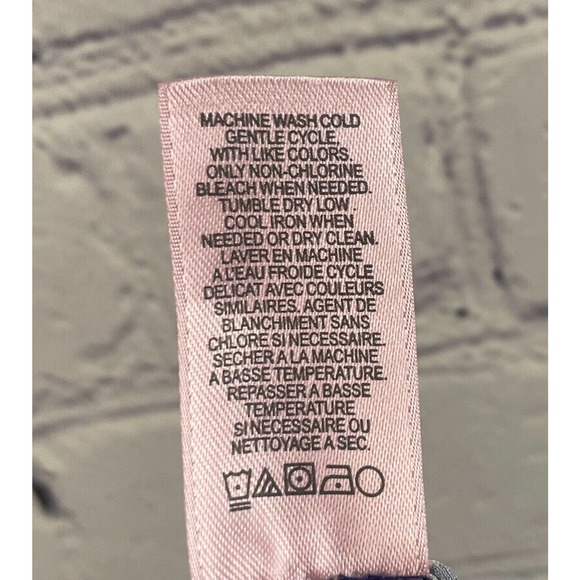 MACHINE WASH COLD
GENTLE CYCLE.
WITH LIKE COLORS.
ONLY NON-CHLORINE
BLEACH WHEN NEEDED.
TUMBLE DRY LOW.
COOL IRON WHEN
NEEDED OR DRY CLEAN.
LAVER EN MACHINE
A L'EAU FROIDE CYCLE
DELICAT AVEC COULEURS
SIMILAIRES. AGENT DE
BLANCHIMENT SANS
CHLORE SI NECESSAIRE.
SECHER A LA MACHINE
A BASSE TEMPERATURE.
REPASSER A BASSE
TEMPERATURE
SI NECESSAIRE OU
NETTOYAGE A SEC.